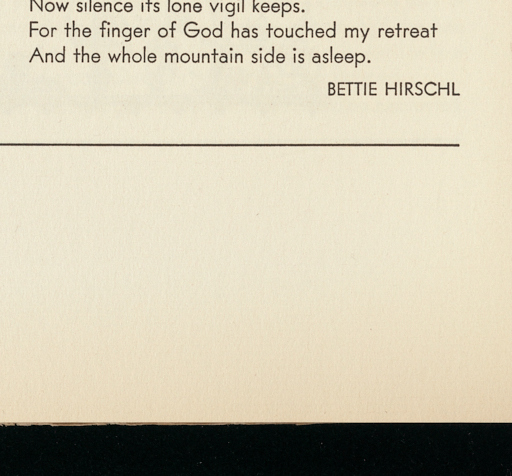 Now silence its lone vigil keeps.
For the finger of God has touched my retreat
And the whole mountain side is asleep.
BETTIE HIRSCHL